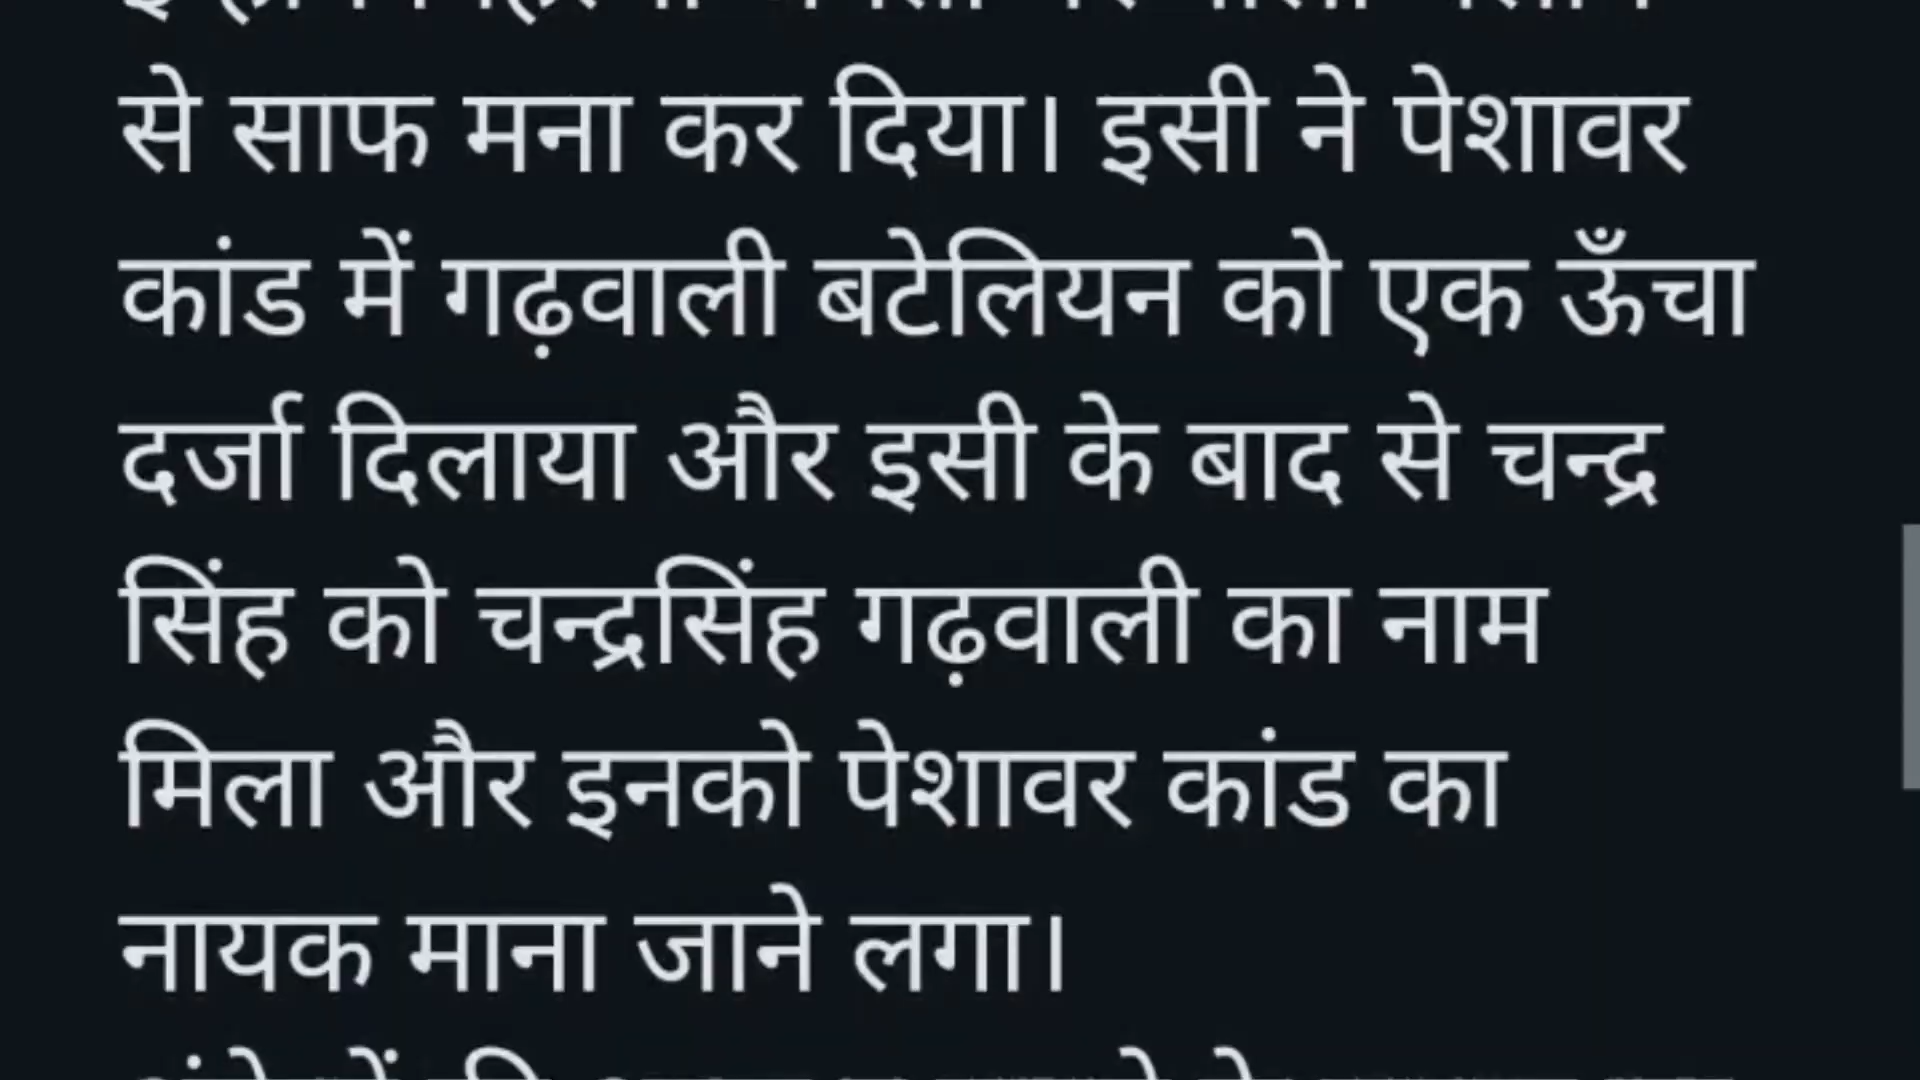 से साफ मना कर दिया। इसी ने पेशावर
कांड में गढ़वाली बटेलियन को एक ऊँचा
दर्जा दिलाया और इसी के बाद से चन्द्र
सिंह को चन्द्रसिंह गढ़वाली का नाम
मिला और इनको पेशावर कांड का
नायक माना जाने लगा।